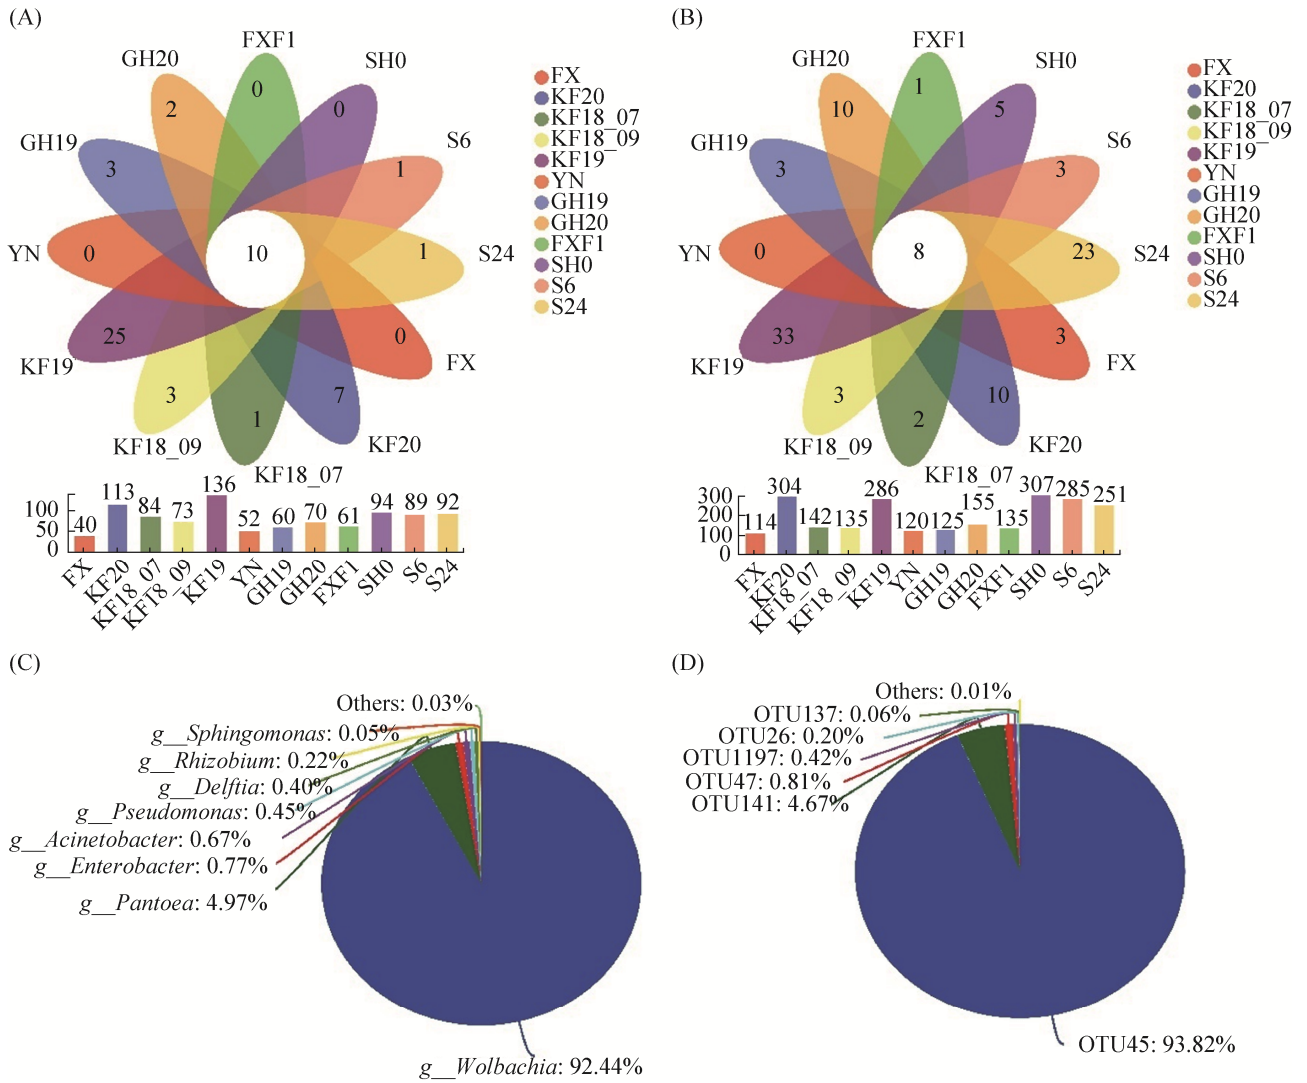 (A)
FXF1
GH20
SH0
0
2
0
GH19
S6
3
1
YN
0
10
1
S24
25
0
KF19
FX
3
7
1
KF18_09
KF20
KF18_07
FX
KF20
KF18_07
KF18_09
KF19
YN
GH19
GH20
FXF1
SH0
S6
S24
100
50
0
40
113
84
73
136
52
60
70
61
94
89
92
FX
KF20
KF18_07
KF18_09
KF19
YN
GH19
GH20
FXF1
SH0
S6
S24
(B)
FXF1
GH20
SH0
1
10
5
GH19
S6
3
3
YN
0
8
23
S24
33
3
KF19
FX
3
10
2
KF18_09
KF20
KF18_07
FX
KF20
KF18_07
KF18_09
KF19
YN
GH19
GH20
FXF1
SH0
S6
S24
300
200
100
0
114
304
142
135
286
120
125
155
135
307
285
251
FX
KF20
KF18_07
KF18_09
KF19
YN
GH19
GH20
FXF1
SH0
S6
S24
(C)
Others: 0.03%
g__Sphingomonas: 0.05%
g__Rhizobium: 0.22%
g__Delftia: 0.40%
g__Pseudomonas: 0.45%
g__Acinetobacter: 0.67%
g__Enterobacter: 0.77%
g__Pantoea: 4.97%
g__Wolbachia: 92.44%
(D)
Others: 0.01%
OTU137: 0.06%
OTU26: 0.20%
OTU1197: 0.42%
OTU47: 0.81%
OTU141: 4.67%
OTU45: 93.82%